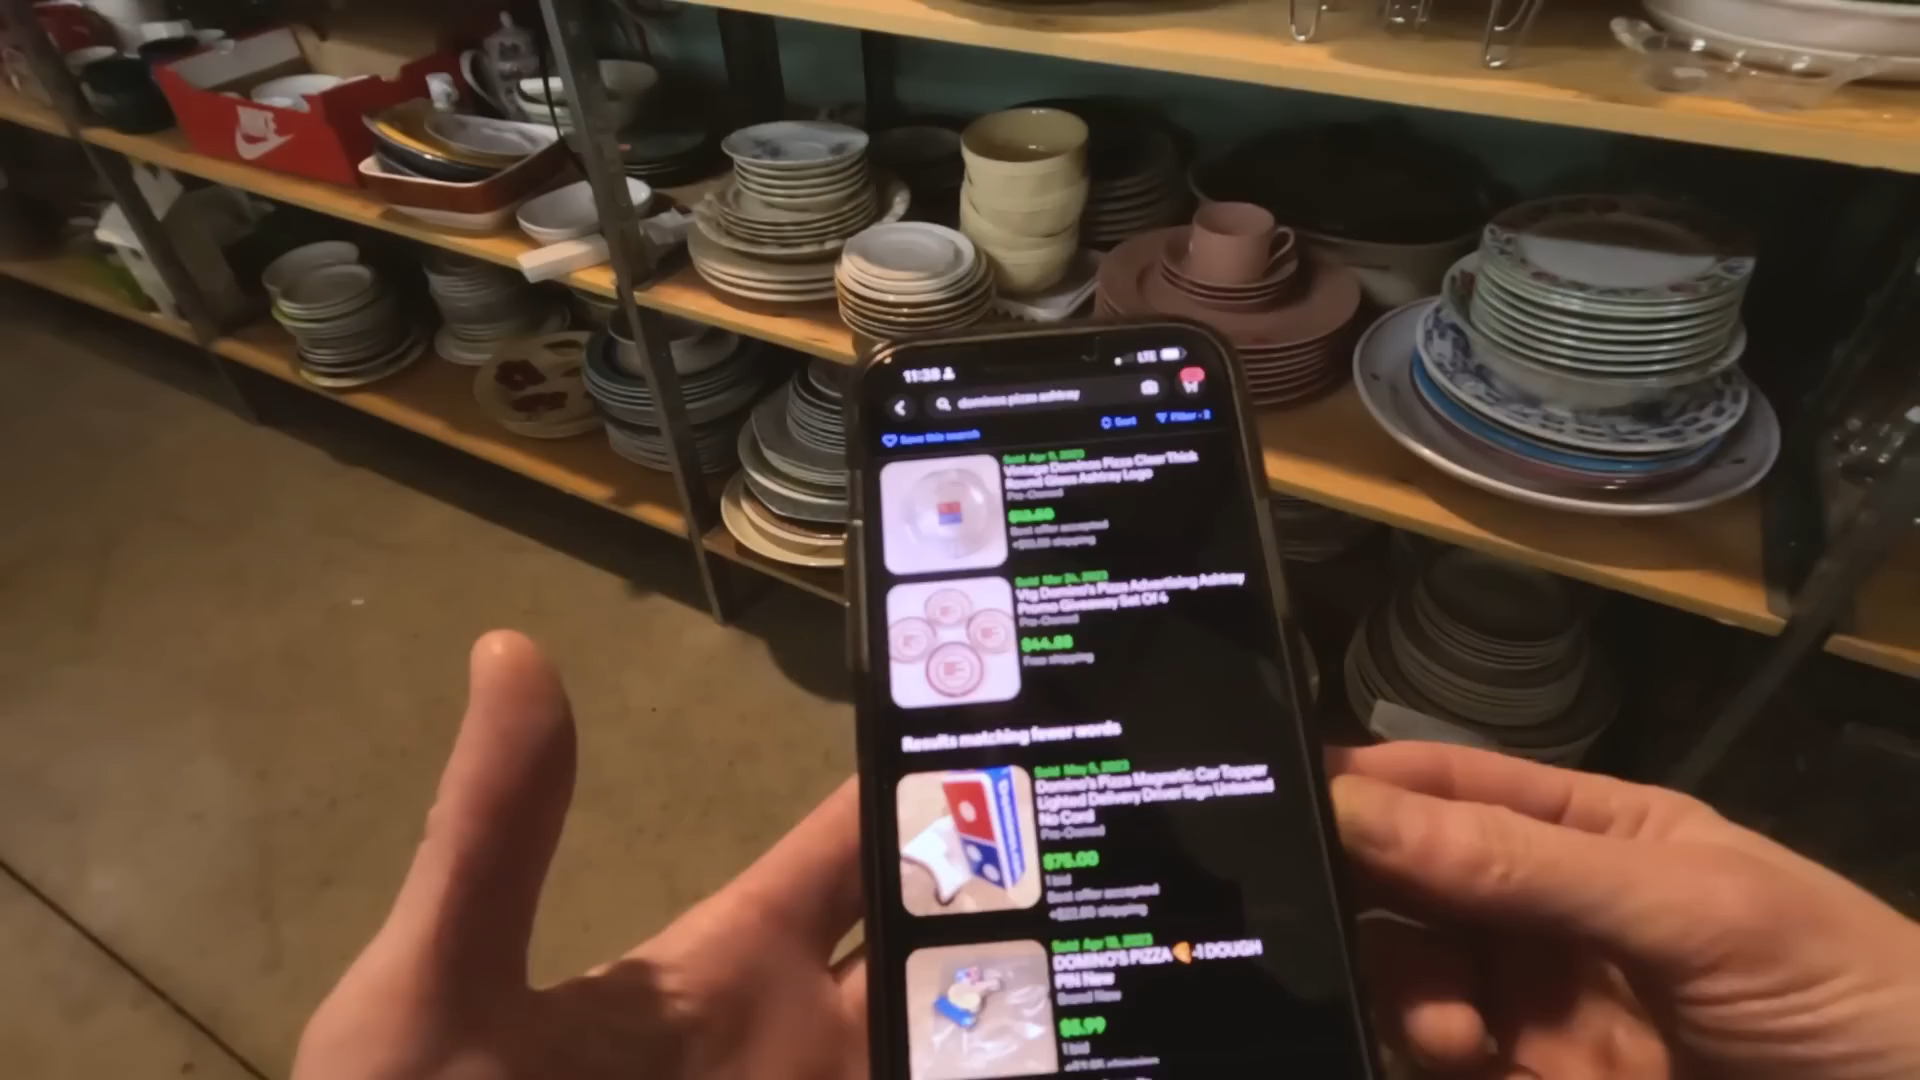 NIKE
11:38
LTE
dominos pizza ashtray
Save this search
Sort
Filter
Sold Apr 5, 2023
Vintage Dominos Pizza Clear Thick
Round Glass Ashtray Logo
Pre-Owned
Best offer accepted
shipping
Sold Mar 24, 2023
Vtg Domino's Pizza Advertising Ashtray
Promo Giveaway Set Of 4
Pre-Owned
Free shipping
Results matching fewer words
Sold May 5, 2023
Domino's Pizza Magnetic Car Topper
Lighted Delivery Driver Sign Untested
No Cord
Pre-Owned
$75.00
1 bid
Best offer accepted
shipping
Sold Apr
DOMINO'S PIZZA 🍕-1 DOUGH
PIN New
Brand New
$5.99
1 bid